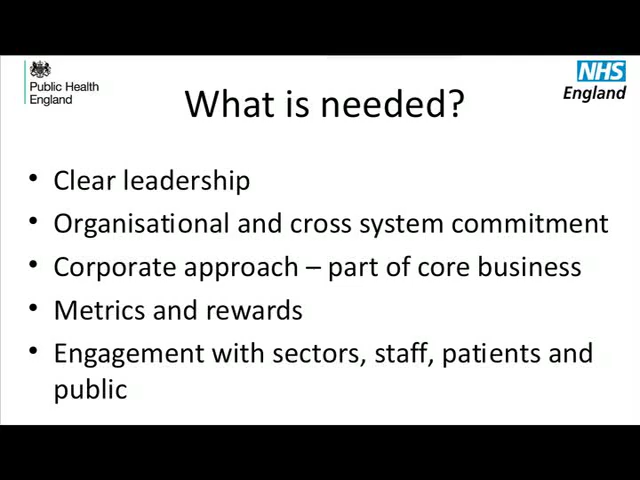 Public Health
England
NHS
England
What is needed?
• Clear leadership
• Organisational and cross system commitment
• Corporate approach – part of core business
• Metrics and rewards
• Engagement with sectors, staff, patients and
public